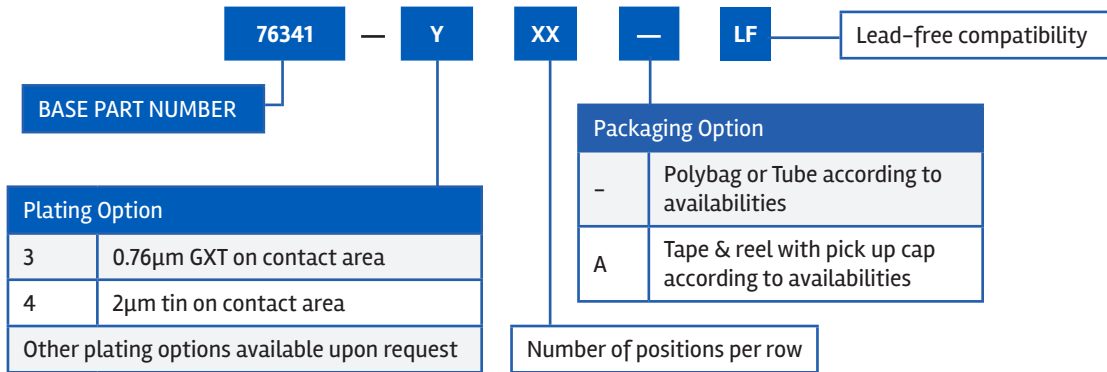 76341 — Y XX — LF
Lead-free compatibility
BASE PART NUMBER
Packaging Option
– Polybag or Tube according to
availabilities
A Tape & reel with pick up cap
according to availabilities
Plating Option
3 0.76µm GXT on contact area
4 2µm tin on contact area
Other plating options available upon request
Number of positions per row